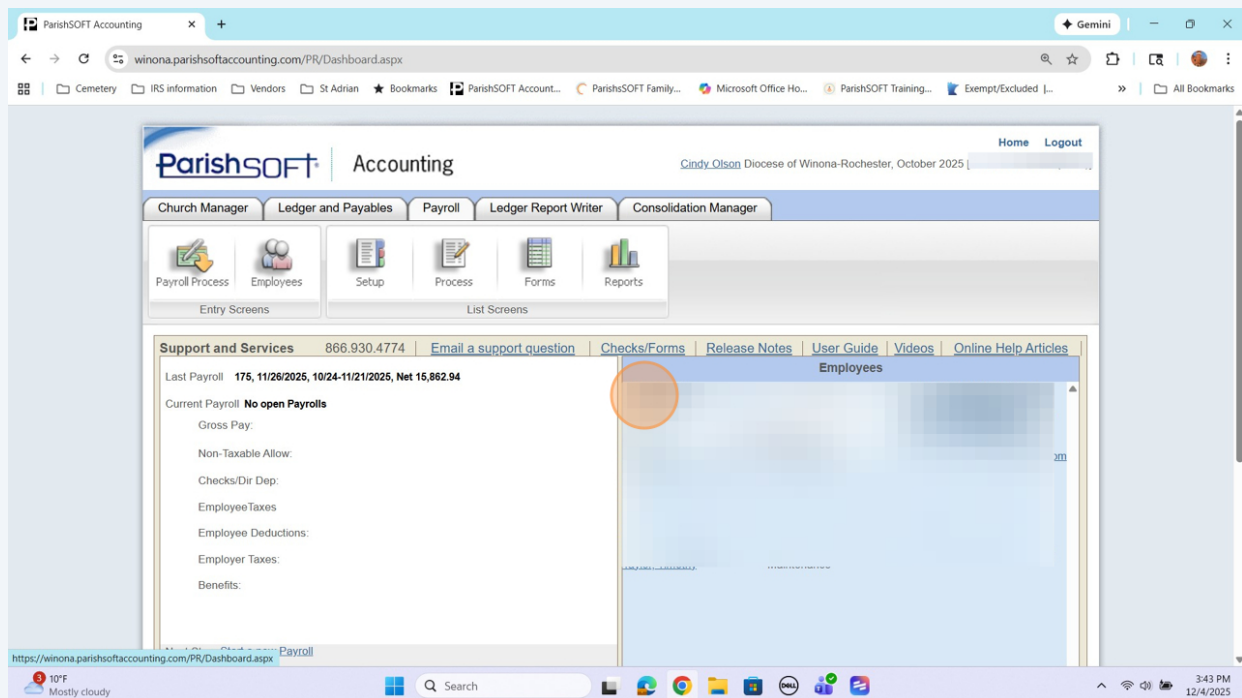 ParishSOFT Accounting
Gemini
winona.parishsoftaccounting.com/PR/Dashboard.aspx
Cemetery IRS information Vendors St Adrian Bookmarks ParishSOFT Account... ParishsSOFT Family... Microsoft Office Ho... ParishSOFT Training... Exempt/Excluded |... » All Bookmarks
Home Logout
ParishSOFT Accounting
Cindy Olson Diocese of Winona-Rochester, October 2025
Church Manager Ledger and Payables Payroll Ledger Report Writer Consolidation Manager
Payroll Process Employees Setup Process Forms Reports
Entry Screens List Screens
Support and Services 866.930.4774 Email a support question Checks/Forms Release Notes User Guide Videos Online Help Articles
Last Payroll 175, 11/26/2025, 10/24-11/21/2025, Net 15,862.94
Employees
Current Payroll No open Payrolls
Gross Pay:
Non-Taxable Allow:
om
Checks/Dir Dep:
EmployeeTaxes
Employee Deductions:
Employer Taxes:
Benefits:
Start a new Payroll
https://winona.parishsoftaccounting.com/PR/Dashboard.aspx
3
10°F
Mostly cloudy
Search
DELL
3:43 PM
12/4/2025